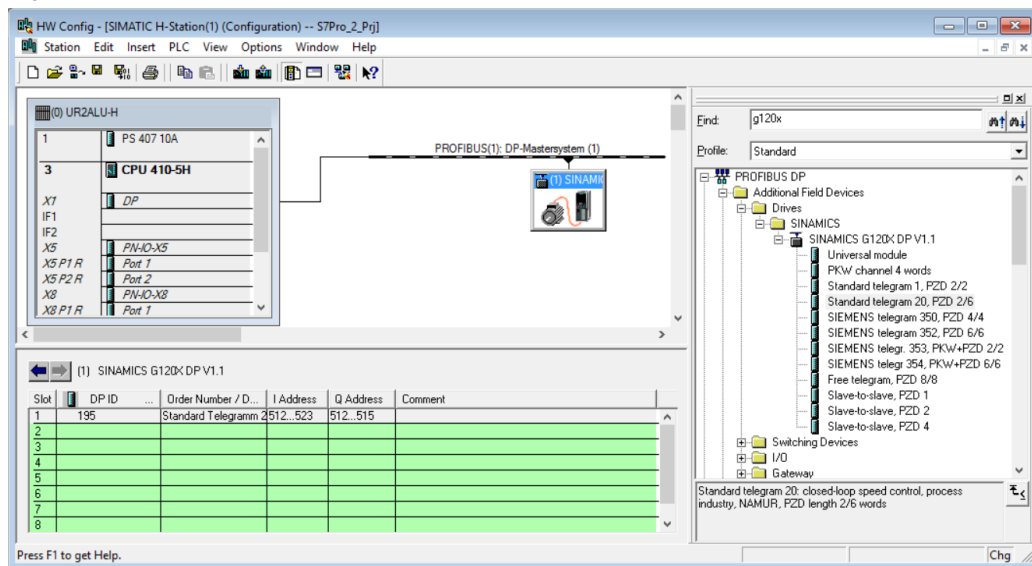 HW Config - [SIMATIC H-Station(1) (Configuration) -- S7Pro_2_Prj]
Station Edit Insert PLC View Options Window Help
(0) UR2ALU-H
1 PS 407 10A
3 CPU 410-5H
X1 DP
IF1
IF2
X5 PN-IO-X5
X5 P1 R Port 1
X5 P2 R Port 2
X8 PN-IO-X8
X8 P1 R Port 1
PROFIBUS(1): DP-Mastersystem (1)
(1) SINAMIC
Find: g120x
Profile: Standard
PROFIBUS DP
Additional Field Devices
Drives
SINAMICS
SINAMICS G120X DP V1.1
Universal module
PKW channel 4 words
Standard telegram 1, PZD 2/2
Standard telegram 20, PZD 2/6
SIEMENS telegram 350, PZD 4/4
SIEMENS telegram 352, PZD 6/6
SIEMENS telegr. 353, PKW+PZD 2/2
SIEMENS telegr 354, PKW+PZD 6/6
Free telegram, PZD 8/8
Slave-to-slave, PZD 1
Slave-to-slave, PZD 2
Slave-to-slave, PZD 4
Switching Devices
I/O
Gateway
Standard telegram 20: closed-loop speed control, process
industry, NAMUR, PZD length 2/6 words
(1) SINAMICS G120X DP V1.1
Slot DP ID ... Order Number / D... I Address Q Address Comment
1 195 Standard Telegramm 2 512...523 512...515
2
3
4
5
6
7
8
Press F1 to get Help.
Chg